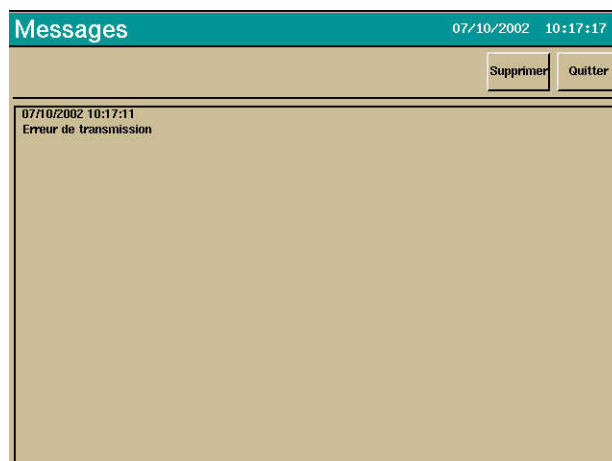 Messages 07/10/2002 10:17:17
Supprimer Quitter
07/10/2002 10:17:11
Erreur de transmission